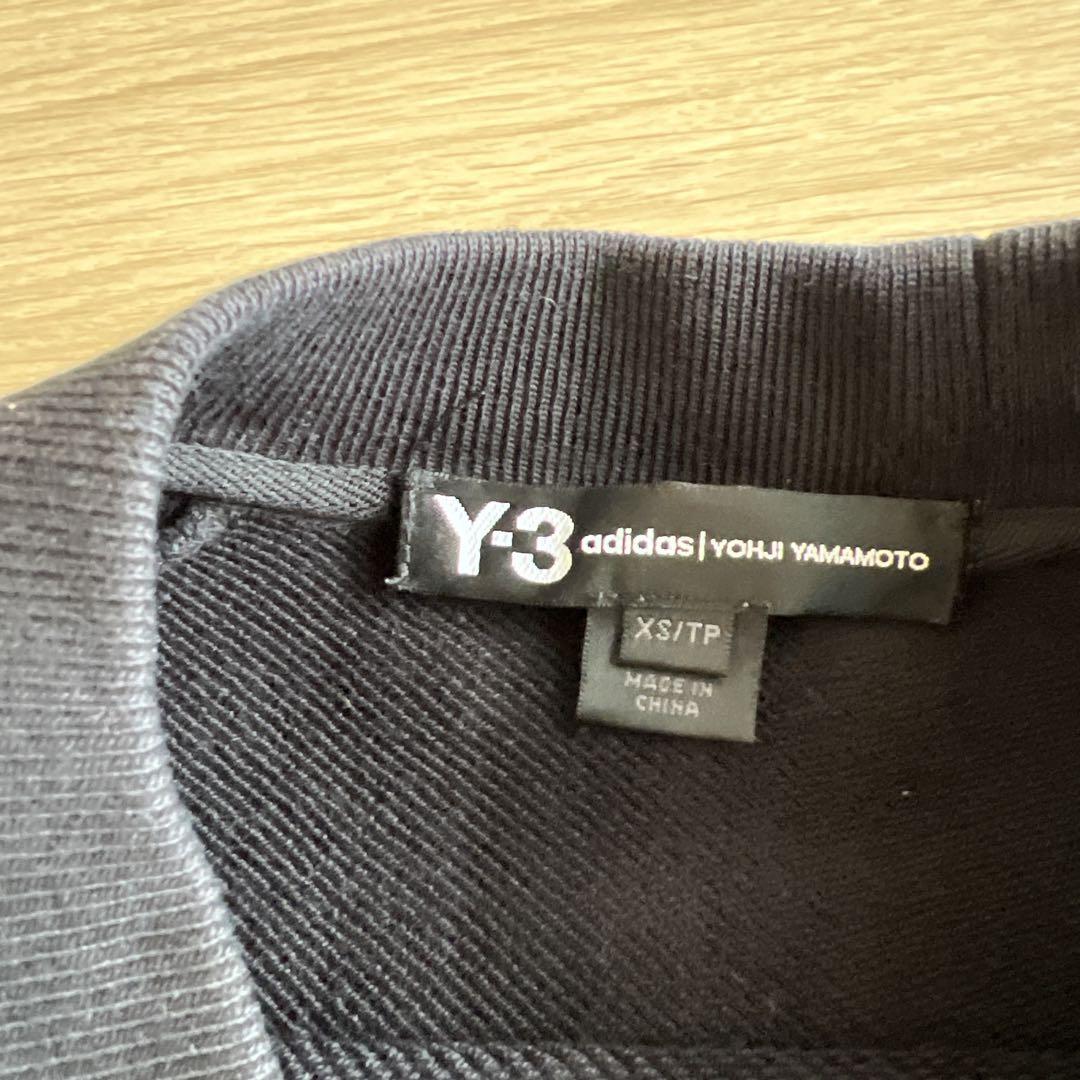 Y-3 adidas | YOHJI YAMAMOTO
XS/TP
MADE IN
CHINA